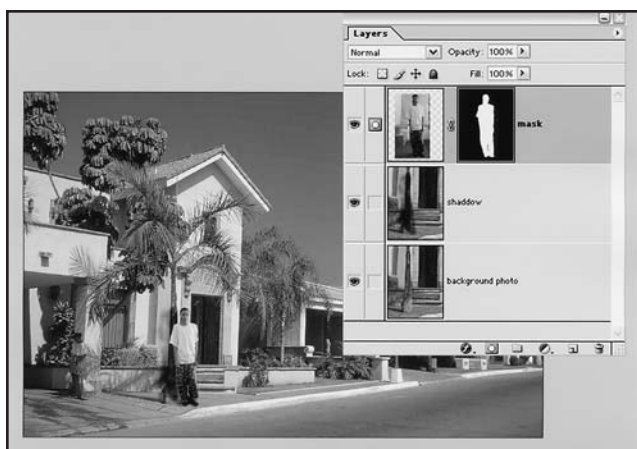 Layers
Normal Opacity: 100%
Lock: Fill: 100%
mask
shaddow
background photo